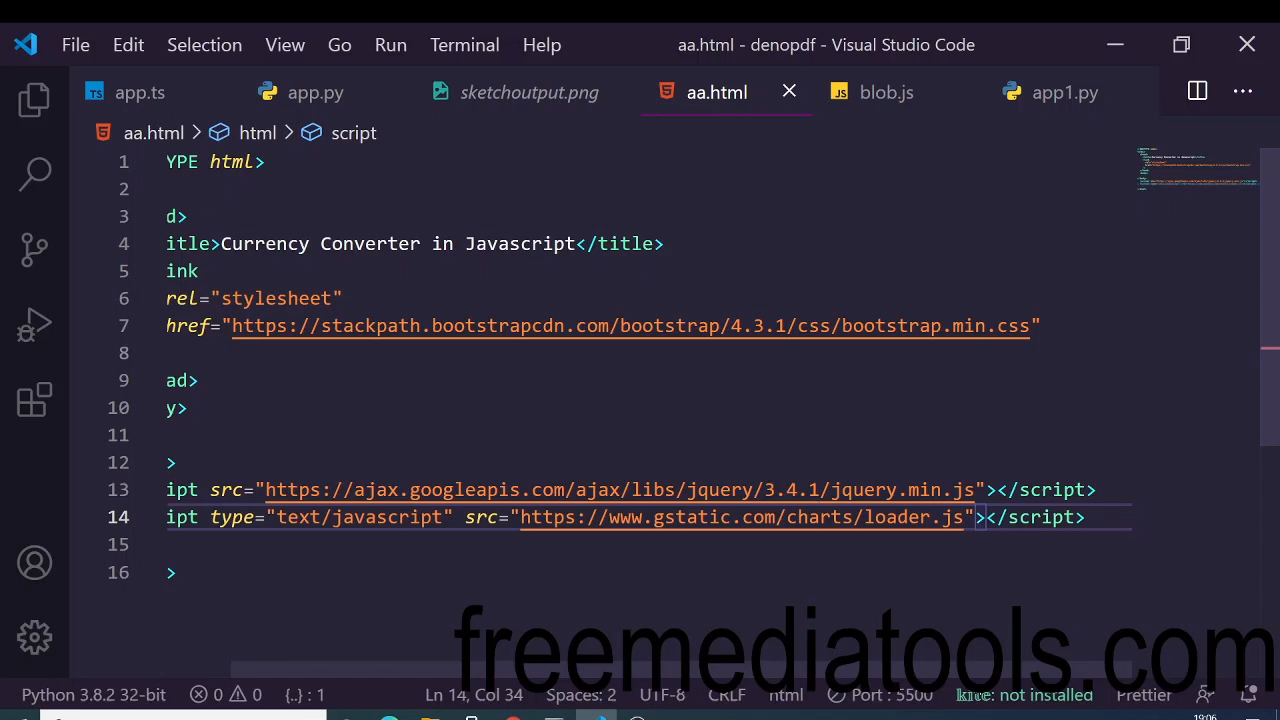 File Edit Selection View Go Run Terminal Help aa.html - denopdf - Visual Studio Code
TS app.ts app.py sketchoutput.png aa.html JS blob.js app1.py
aa.html > html > script
1 YPE html>
2
3 d>
4 itle>Currency Converter in Javascript</title>
5 ink
6 rel="stylesheet"
7 href="https://stackpath.bootstrapcdn.com/bootstrap/4.3.1/css/bootstrap.min.css"
8
9 ad>
10 y>
11
12 >
13 ipt src="https://ajax.googleapis.com/ajax/libs/jquery/3.4.1/jquery.min.js"></script>
14 ipt type="text/javascript" src="https://www.gstatic.com/charts/loader.js"></script>
15
16 >
freemediatools.com
Python 3.8.2 32-bit 0 0 {..} : 1 Ln 14, Col 34 Spaces: 2 UTF-8 CRLF html Port : 5500 kite: not installed Prettier
19:06